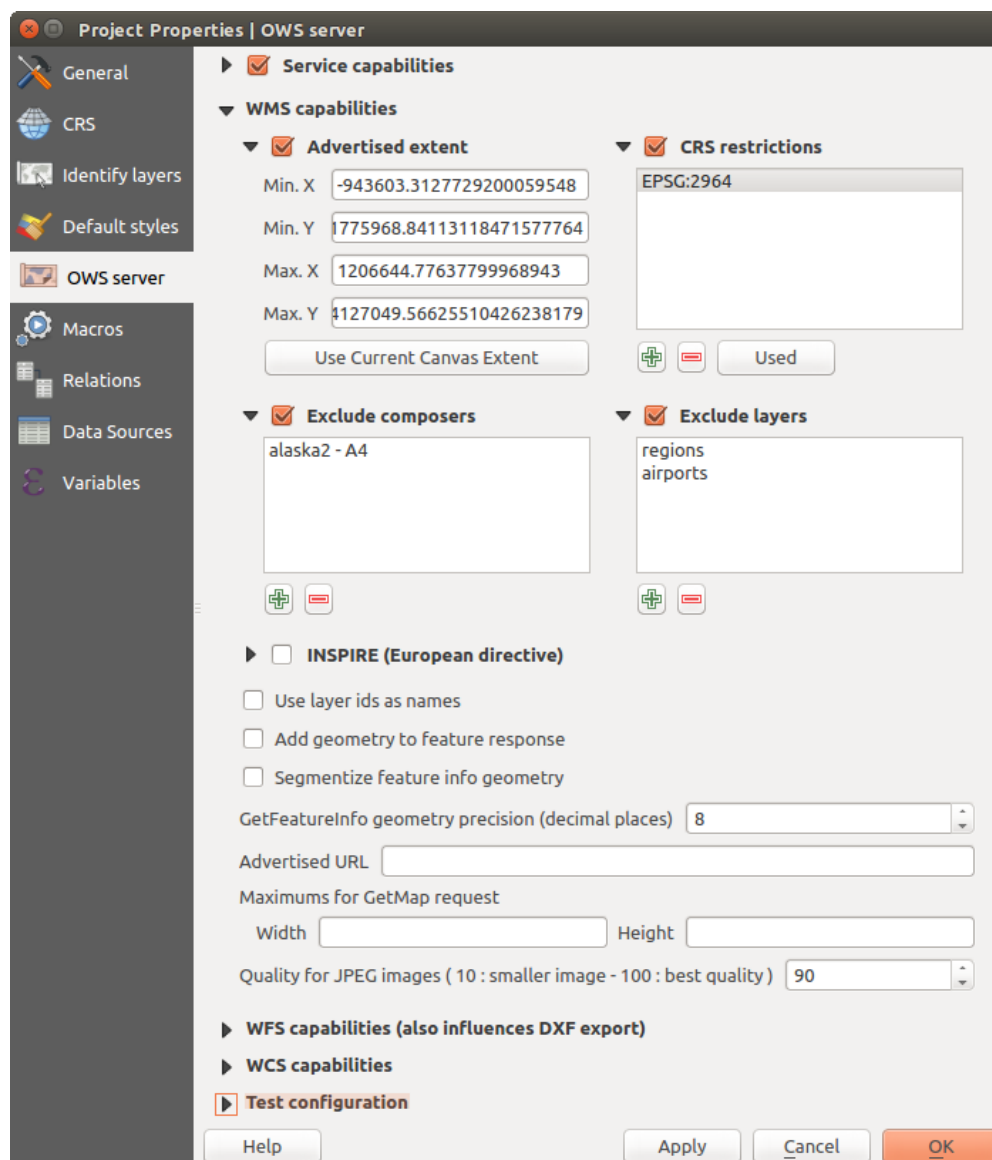 Project Properties | OWS server
General
CRS
Identify layers
Default styles
OWS server
Macros
Relations
Data Sources
Variables
Service capabilities
WMS capabilities
Advertised extent
Min. X -943603.3127729200059548
Min. Y 1775968.84113118471577764
Max. X 1206644.77637799968943
Max. Y 4127049.56625510426238179
Use Current Canvas Extent
CRS restrictions
EPSG:2964
Used
Exclude composers
alaska2 - A4
Exclude layers
regions
airports
INSPIRE (European directive)
Use layer ids as names
Add geometry to feature response
Segmentize feature info geometry
GetFeatureInfo geometry precision (decimal places) 8
Advertised URL
Maximums for GetMap request
Width Height
Quality for JPEG images ( 10 : smaller image - 100 : best quality ) 90
WFS capabilities (also influences DXF export)
WCS capabilities
Test configuration
Help Apply Cancel OK